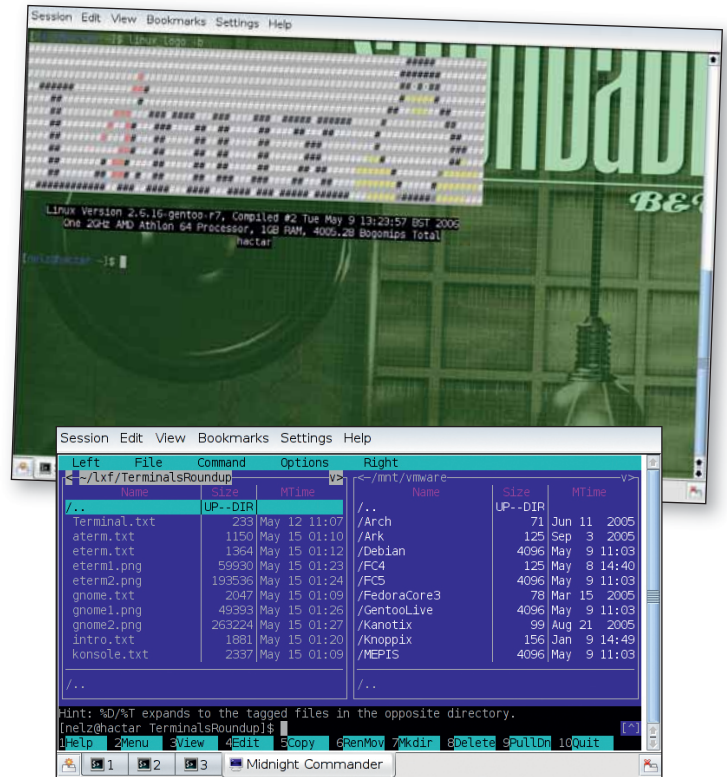 Session Edit View Bookmarks Settings Help
~]$ linux_logo -b
Linux
Linux Version 2.6.16-gentoo-r7, Compiled #2 Tue May 9 13:23:57 BST 2006
One 2GHz AMD Athlon 64 Processor, 1GB RAM, 4005.28 Bogomips Total
hactar
[nelz@hactar ~]$
Session Edit View Bookmarks Settings Help
Left File Command Options Right
<-~/lxf/TerminalsRoundup v> <-/mnt/vmware v>
Name Size MTime Name Size MTime
/.. UP--DIR /.. UP--DIR
Terminal.txt 233 May 12 11:07 /Arch 71 Jun 11 2005
aterm.txt 1150 May 15 01:10 /Ark 125 Sep 3 2005
eterm.txt 1364 May 15 01:12 /Debian 4096 May 9 11:03
eterm1.png 59930 May 15 01:23 /FC4 125 May 8 14:40
eterm2.png 193536 May 15 01:24 /FC5 4096 May 9 11:03
gnome.txt 2047 May 15 01:09 /FedoraCore3 78 Mar 15 2005
gnome1.png 49393 May 15 01:26 /GentooLive 4096 May 9 11:03
gnome2.png 263224 May 15 01:27 /Kanotix 99 Aug 21 2005
intro.txt 1881 May 15 01:20 /Knoppix 156 Jan 9 14:49
konsole.txt 2337 May 15 01:09 /MEPIS 4096 May 9 11:03
/.. /..
Hint: %D/%T expands to the tagged files in the opposite directory.
[nelz@hactar TerminalsRoundup]$ [^]
1Help 2Menu 3View 4Edit 5Copy 6RenMov 7Mkdir 8Delete 9PullDn 10Quit
1 2 3 Midnight Commander